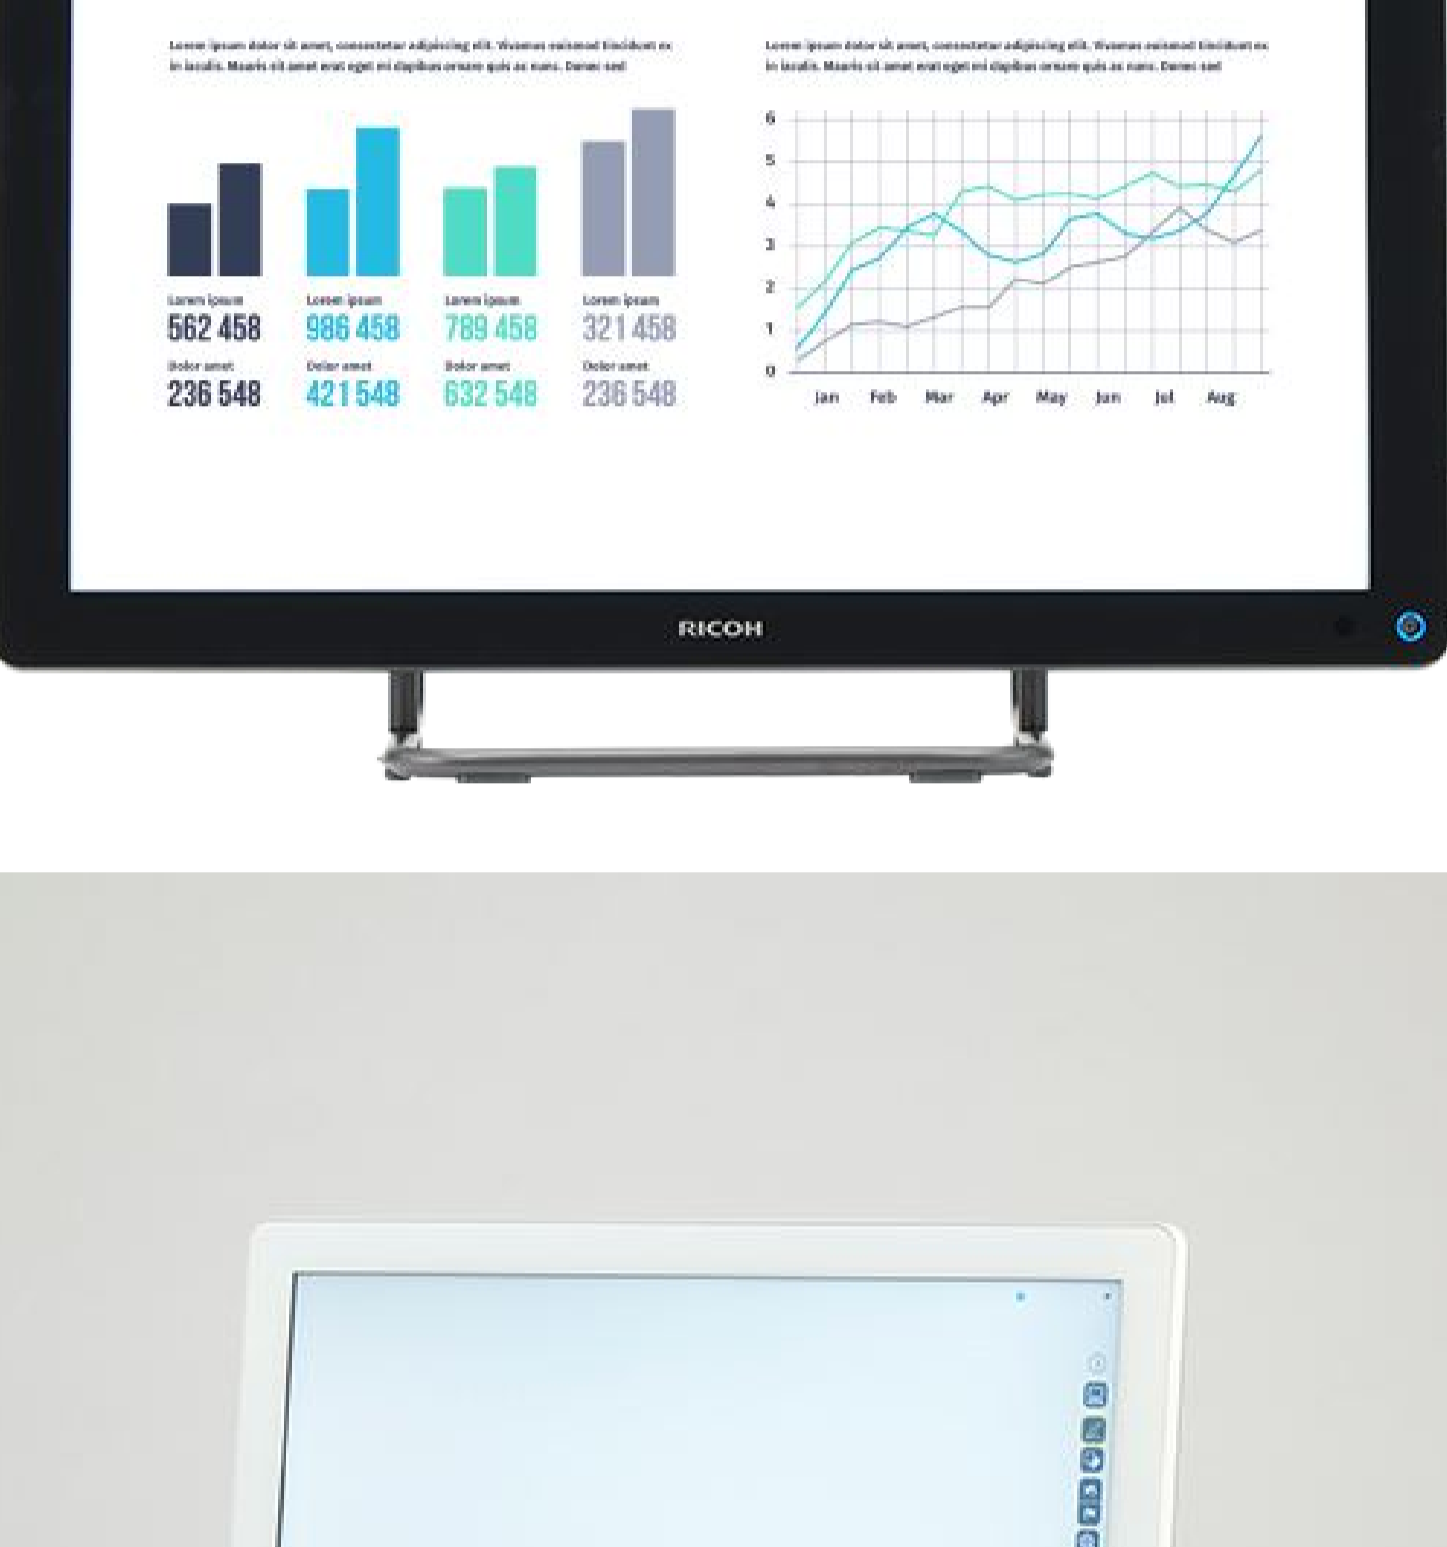 Lorem ipsum dolor sit amet, consectetur adipiscing elit. Vivamus euismod tincidunt ex
in iaculis. Mauris sit amet erat eget mi dapibus ornare quis ac nunc. Donec sed
Lorem ipsum
562 458
Dolor amet
236 548
Lorem ipsum
986 458
Dolor amet
421 548
Lorem ipsum
789 458
Dolor amet
632 548
Lorem ipsum
321 458
Dolor amet
236 548
Lorem ipsum dolor sit amet, consectetur adipiscing elit. Vivamus euismod tincidunt ex
in iaculis. Mauris sit amet erat eget mi dapibus ornare quis ac nunc. Donec sed
6
5
4
3
2
1
0
Jan Feb Mar Apr May Jun Jul Aug
RICOH